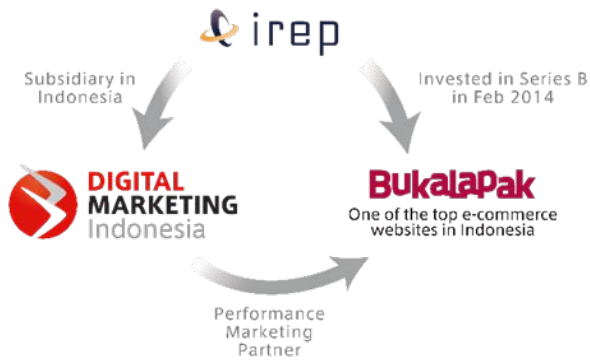 irep
Subsidiary in
Indonesia
Invested in Series B
in Feb 2014
DIGITAL
MARKETING
Indonesia
Bukalapak
One of the top e-commerce
websites in Indonesia
Performance
Marketing
Partner